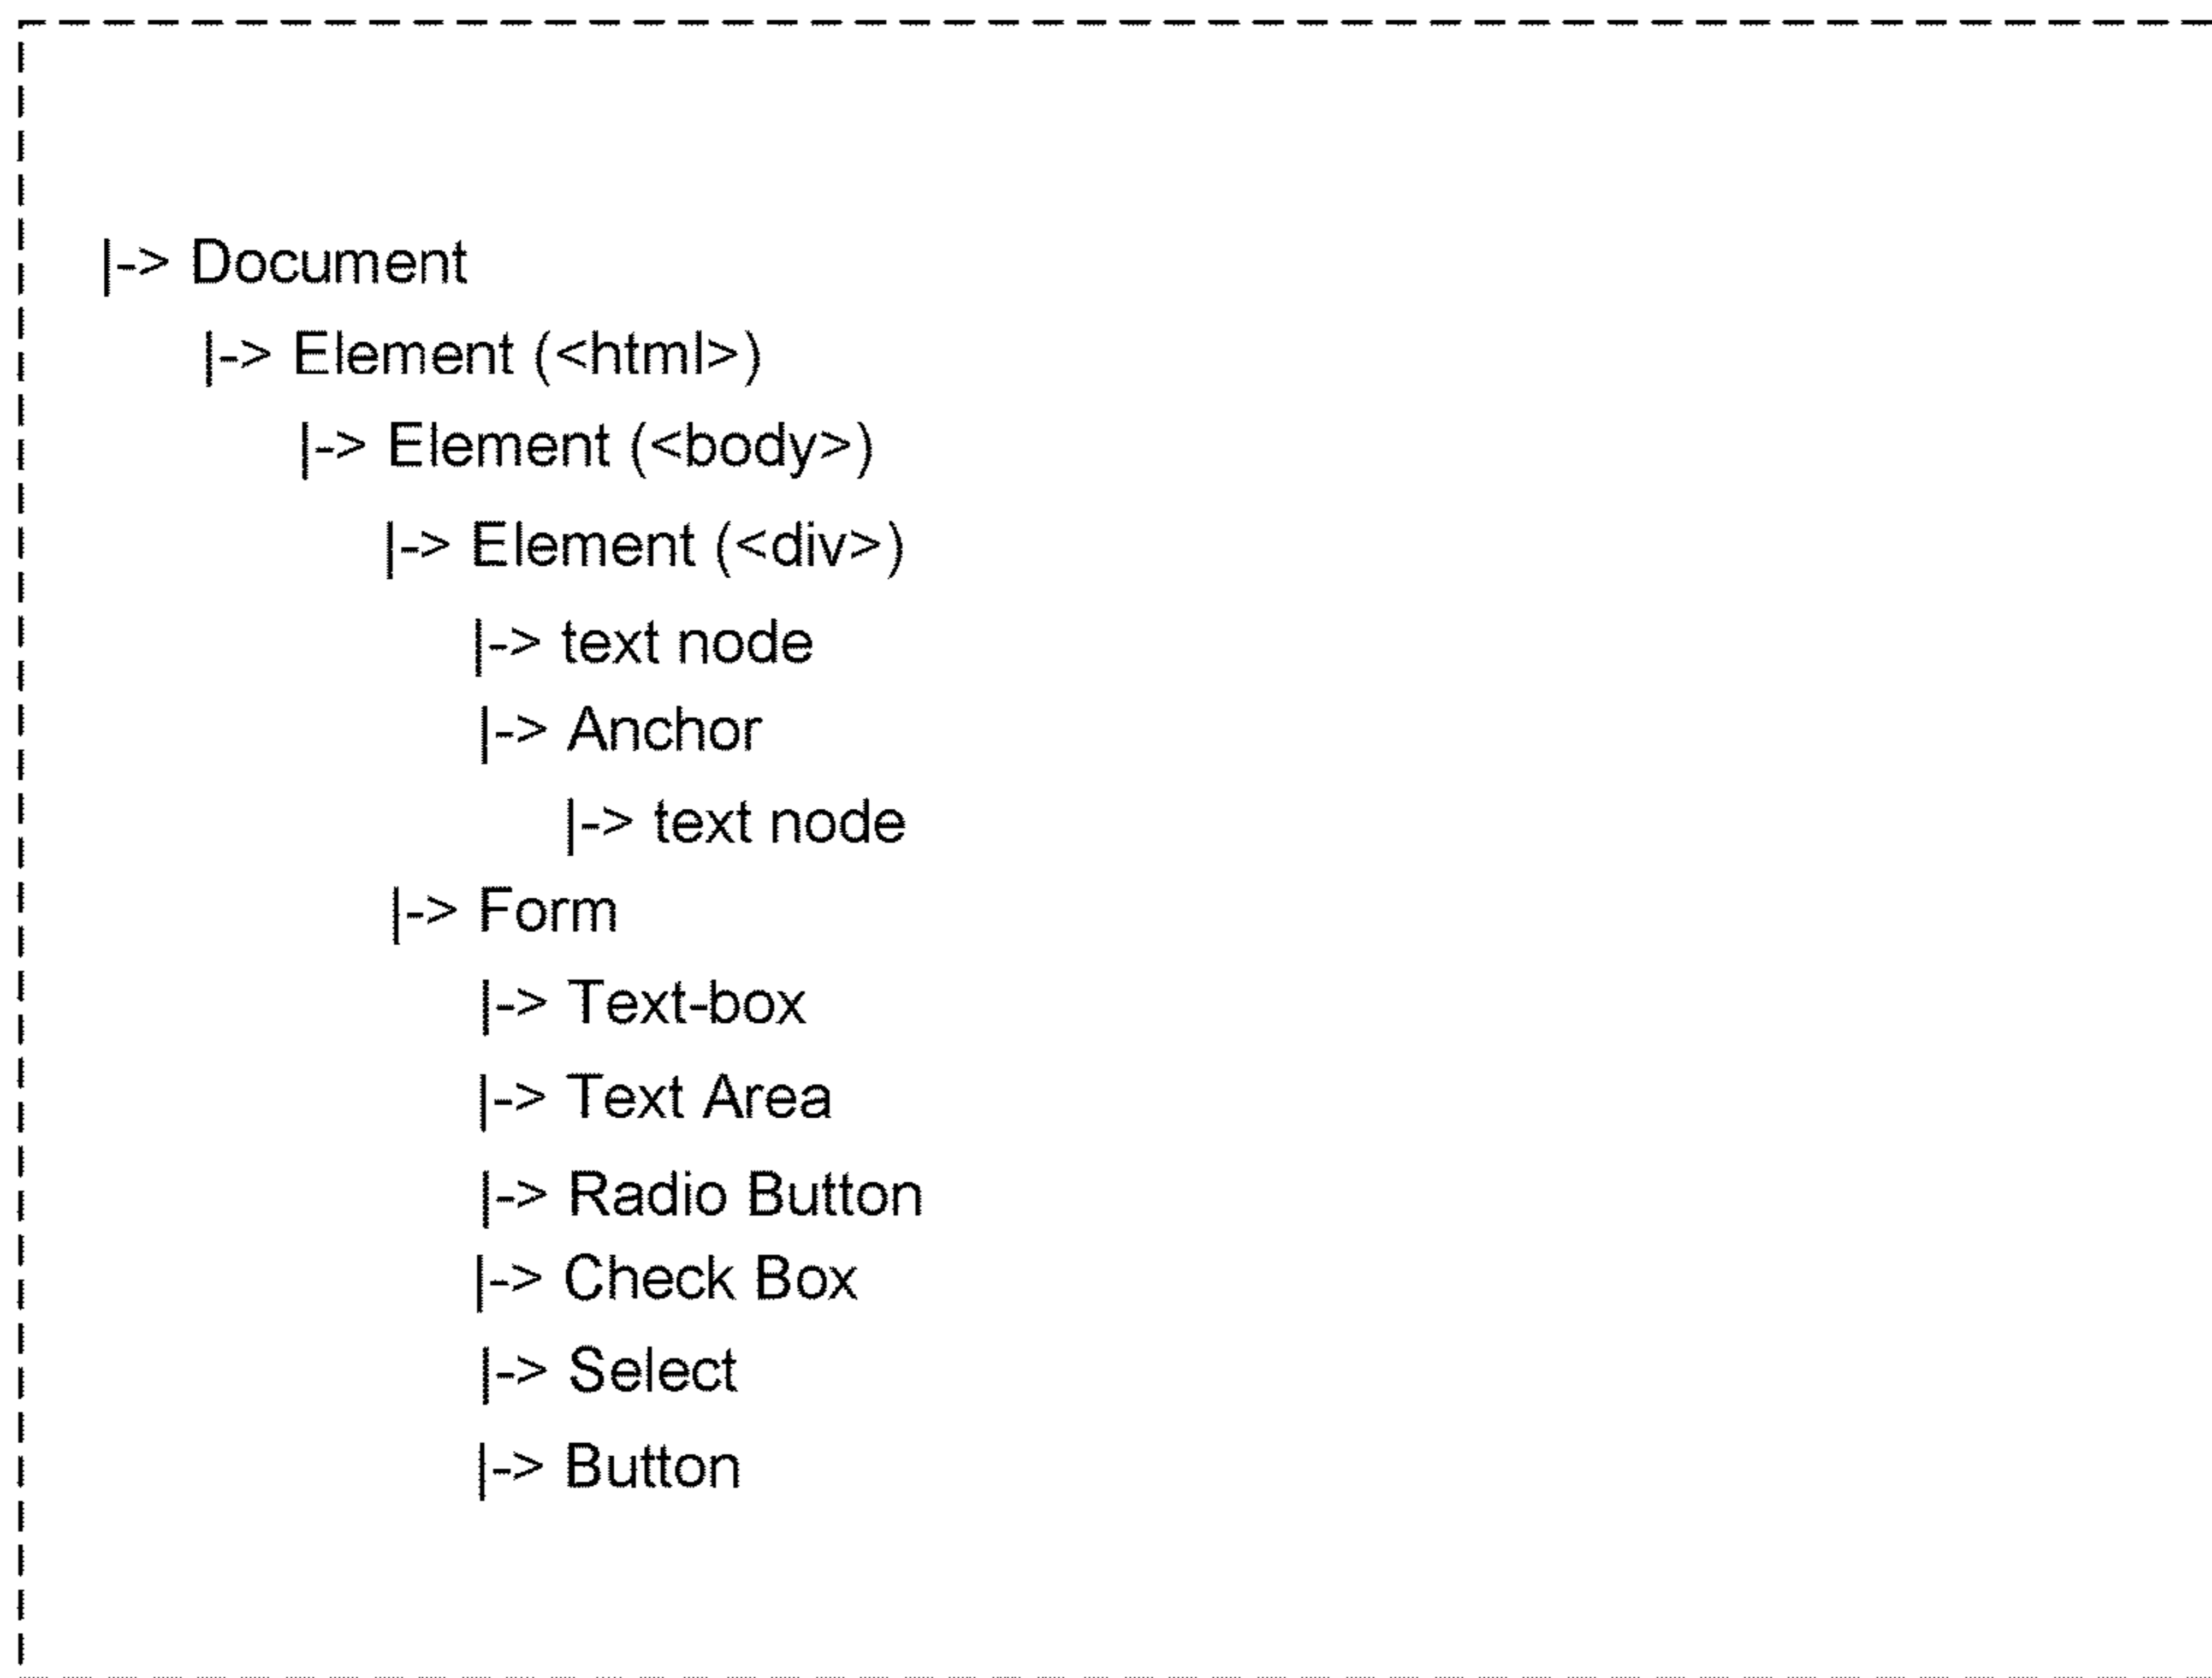 |-> Document
|-> Element (<html>)
|-> Element (<body>)
|-> Element (<div>)
|-> text node
|-> Anchor
|-> text node
|-> Form
|-> Text-box
|-> Text Area
|-> Radio Button
|-> Check Box
|-> Select
|-> Button